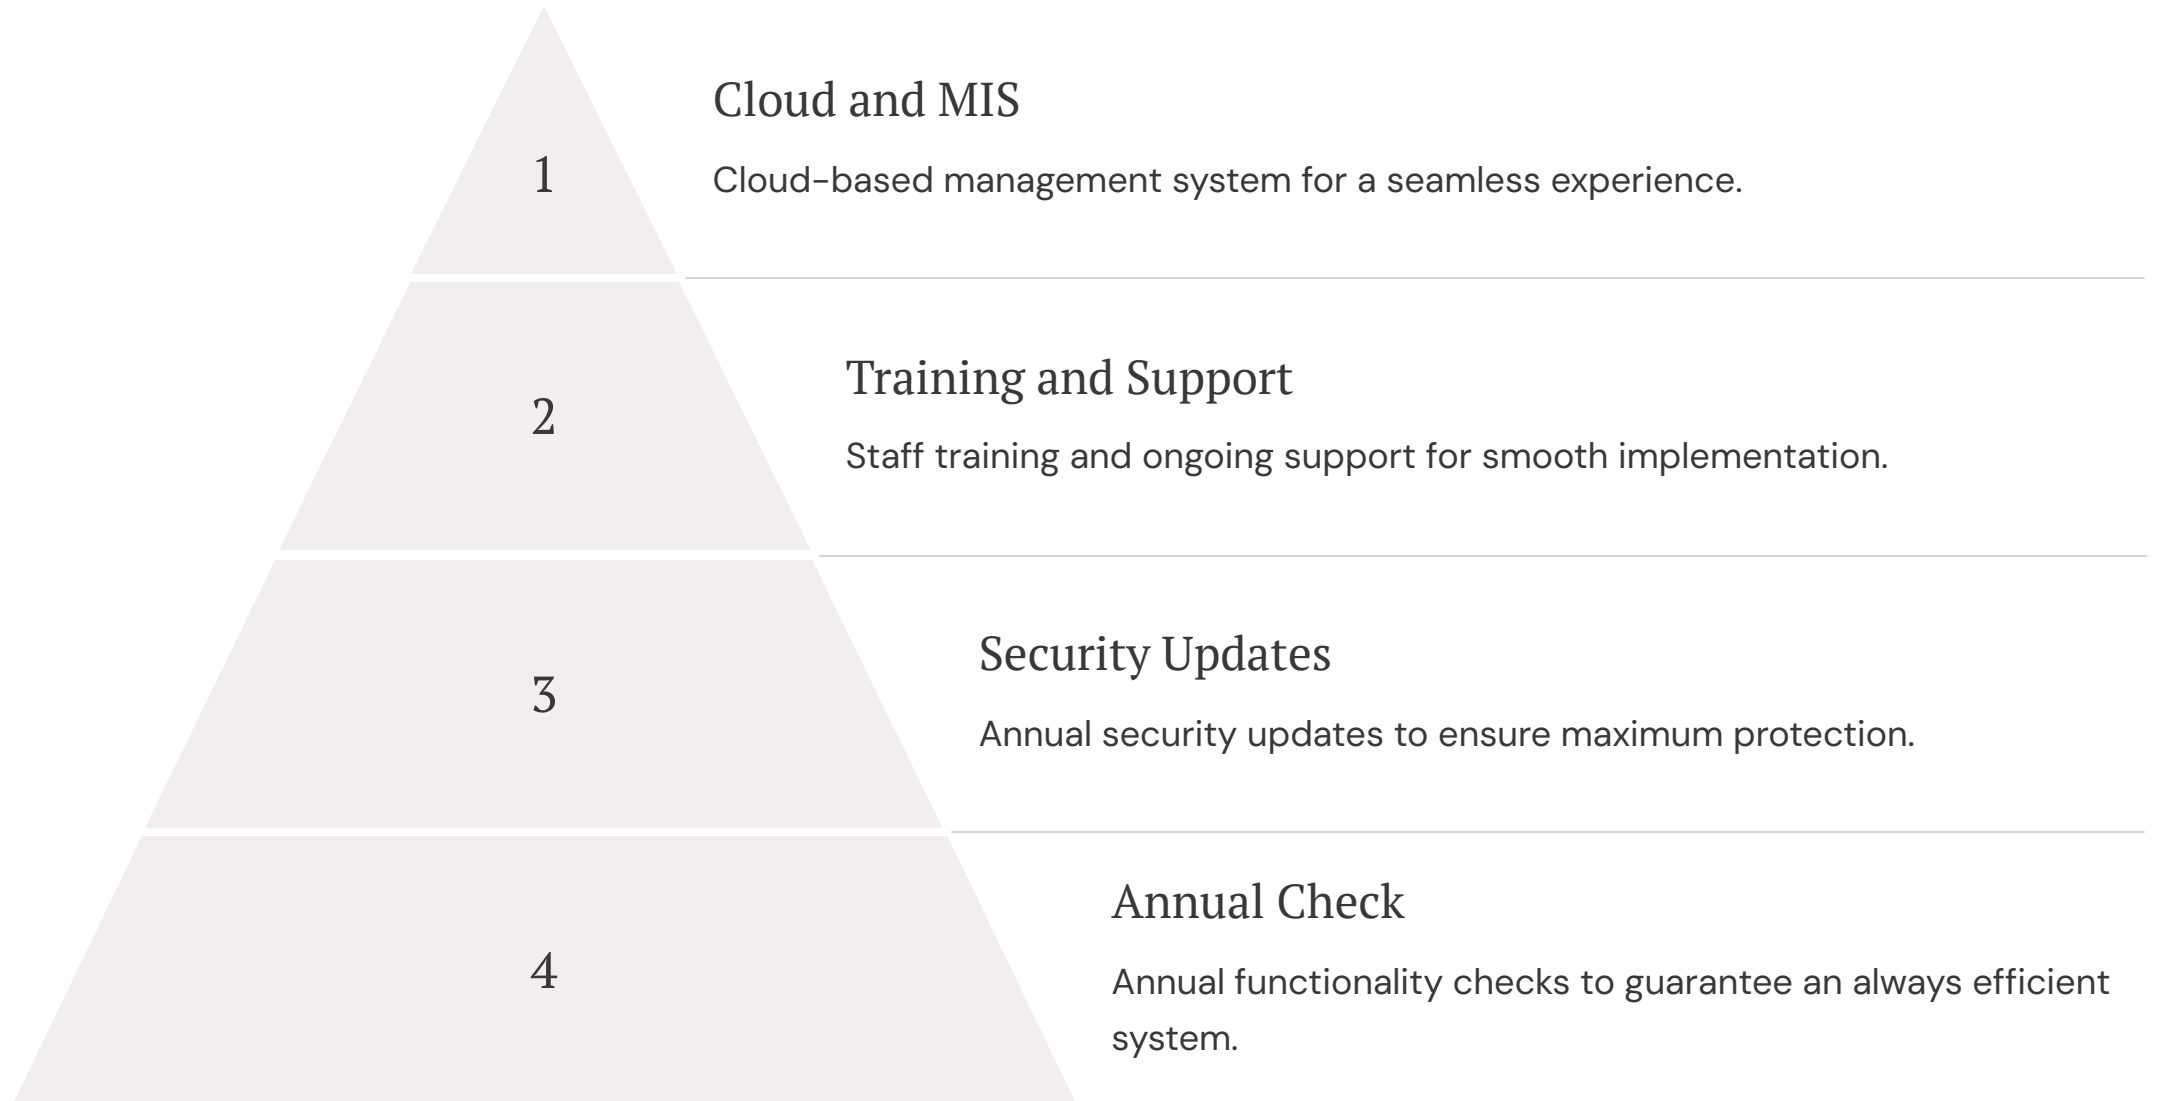 1
Cloud and MIS
Cloud-based management system for a seamless experience.
2
Training and Support
Staff training and ongoing support for smooth implementation.
3
Security Updates
Annual security updates to ensure maximum protection.
4
Annual Check
Annual functionality checks to guarantee an always efficient
system.